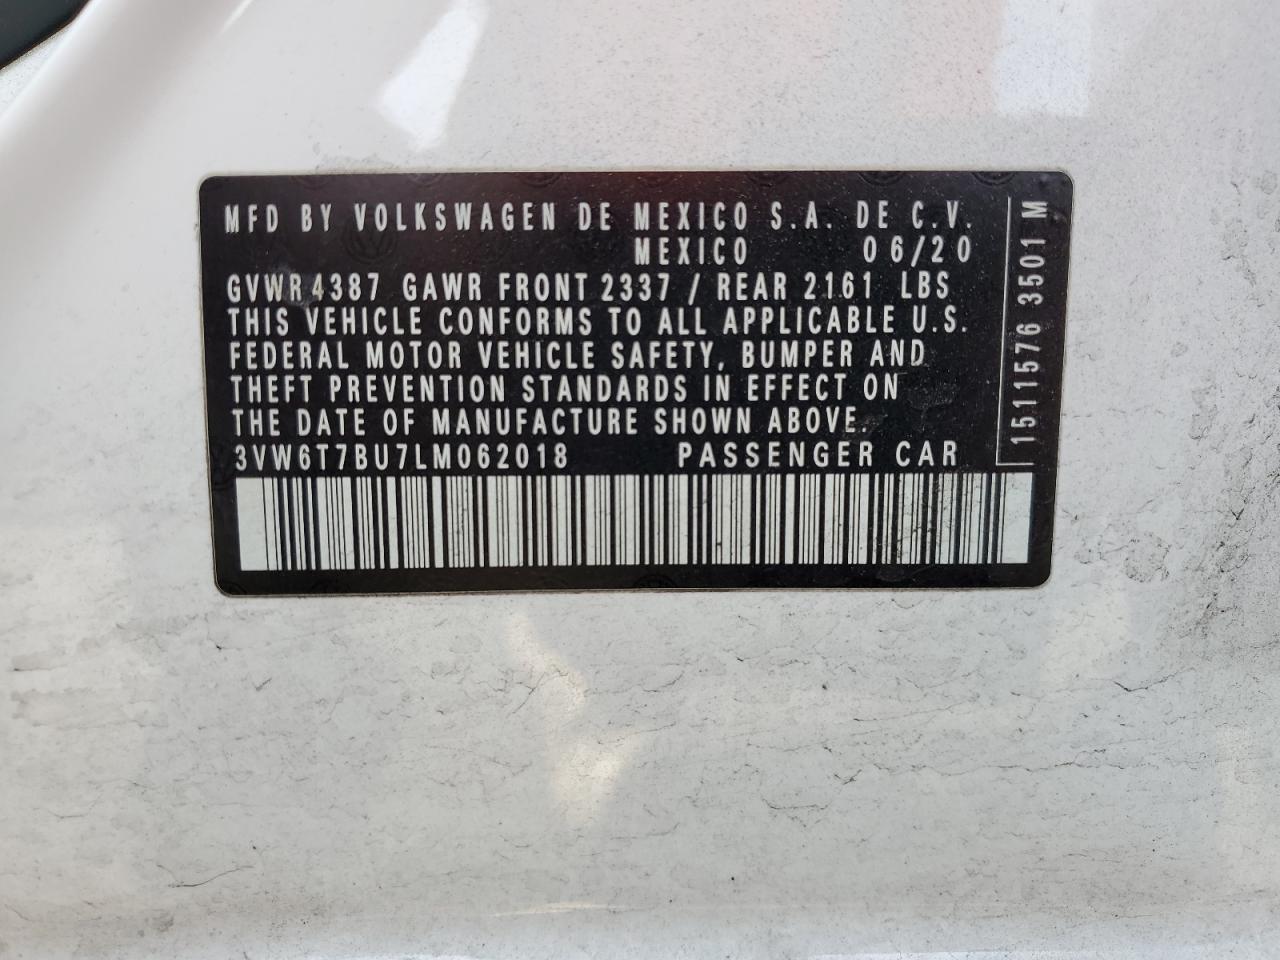 MFD BY VOLKSWAGEN DE MEXICO S.A. DE C.V.
MEXICO 06/20
GVWR 4387 GAWR FRONT 2337 / REAR 2161 LBS
THIS VEHICLE CONFORMS TO ALL APPLICABLE U.S.
FEDERAL MOTOR VEHICLE SAFETY, BUMPER AND
THEFT PREVENTION STANDARDS IN EFFECT ON
THE DATE OF MANUFACTURE SHOWN ABOVE.
3VW6T7BU7LM062018 PASSENGER CAR
1511576 3501 M